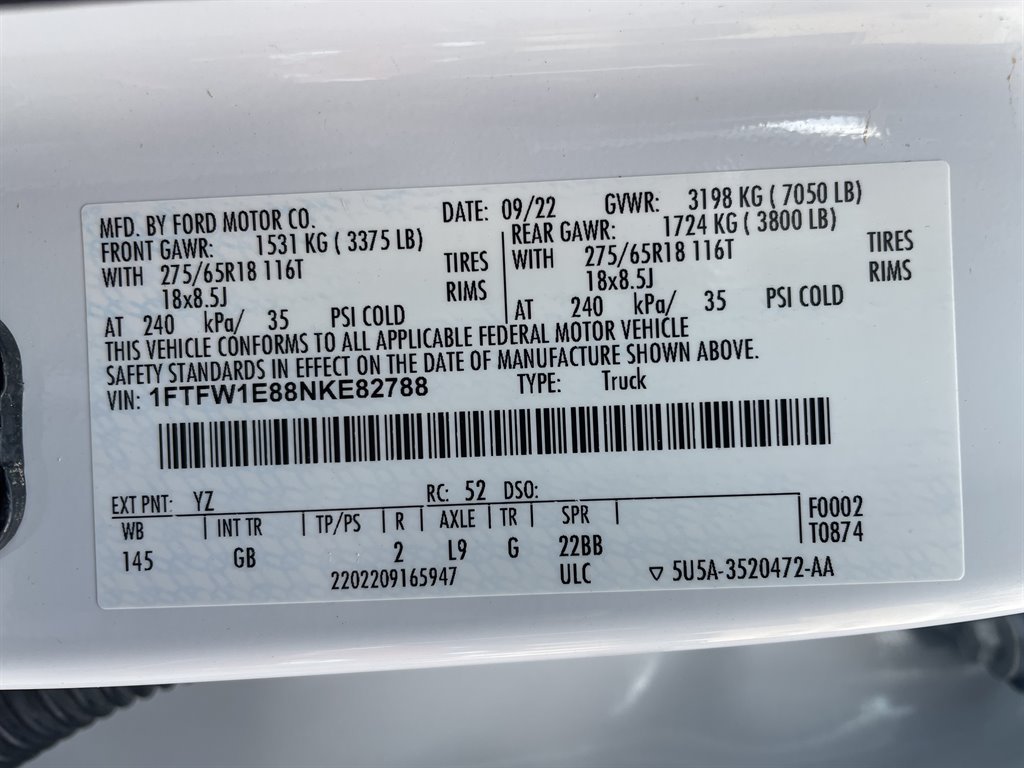 MFD. BY FORD MOTOR CO. DATE: 09/22 GVWR: 3198 KG ( 7050 LB)
FRONT GAWR: 1531 KG ( 3375 LB) REAR GAWR: 1724 KG ( 3800 LB)
WITH 275/65R18 116T TIRES WITH 275/65R18 116T TIRES
18x8.5J RIMS 18x8.5J RIMS
AT 240 kPa/ 35 PSI COLD AT 240 kPa/ 35 PSI COLD
THIS VEHICLE CONFORMS TO ALL APPLICABLE FEDERAL MOTOR VEHICLE
SAFETY STANDARDS IN EFFECT ON THE DATE OF MANUFACTURE SHOWN ABOVE.
VIN: 1FTFW1E88NKE82788 TYPE: Truck
EXT PNT: YZ RC: 52 DSO:
WB INT TR TP/PS R AXLE TR SPR F0002
145 GB 2 L9 G 22BB T0874
2202209165947 ULC ▽ 5U5A-3520472-AA